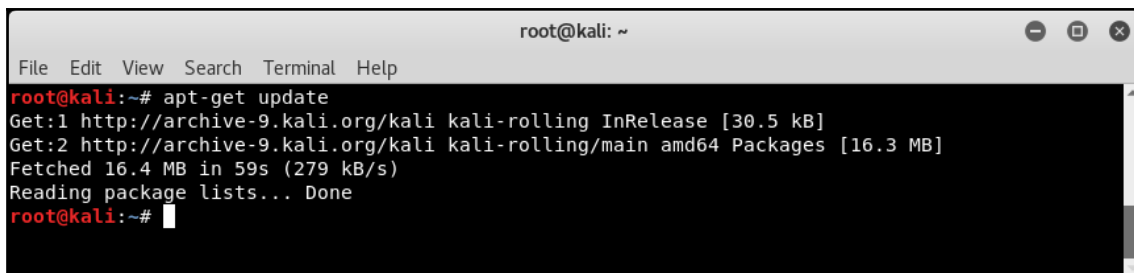 root@kali: ~
File Edit View Search Terminal Help
root@kali:~# apt-get update
Get:1 http://archive-9.kali.org/kali kali-rolling InRelease [30.5 kB]
Get:2 http://archive-9.kali.org/kali kali-rolling/main amd64 Packages [16.3 MB]
Fetched 16.4 MB in 59s (279 kB/s)
Reading package lists... Done
root@kali:~#